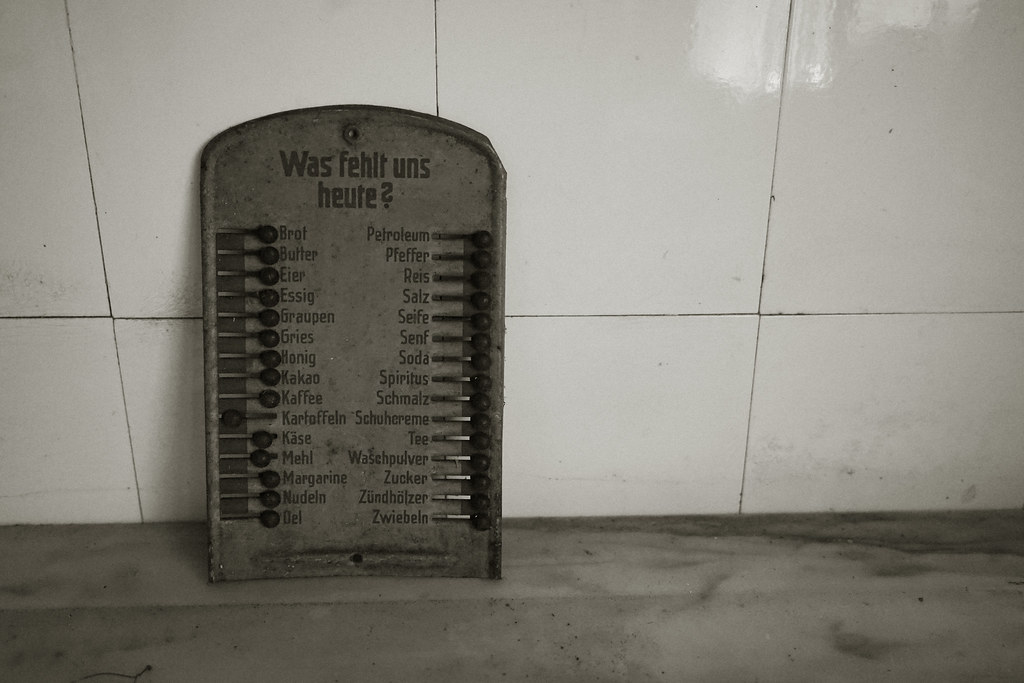 Was fehlt uns
heute?
Brot Petroleum
Butter Pfeffer
Eier Reis
Essig Salz
Graupen Seife
Gries Senf
Honig Soda
Kakao Spiritus
Kaffee Schmalz
Kartoffeln Schuhcreme
Käse Tee
Mehl Waschpulver
Margarine Zucker
Nudeln Zündhölzer
Oel Zwiebeln